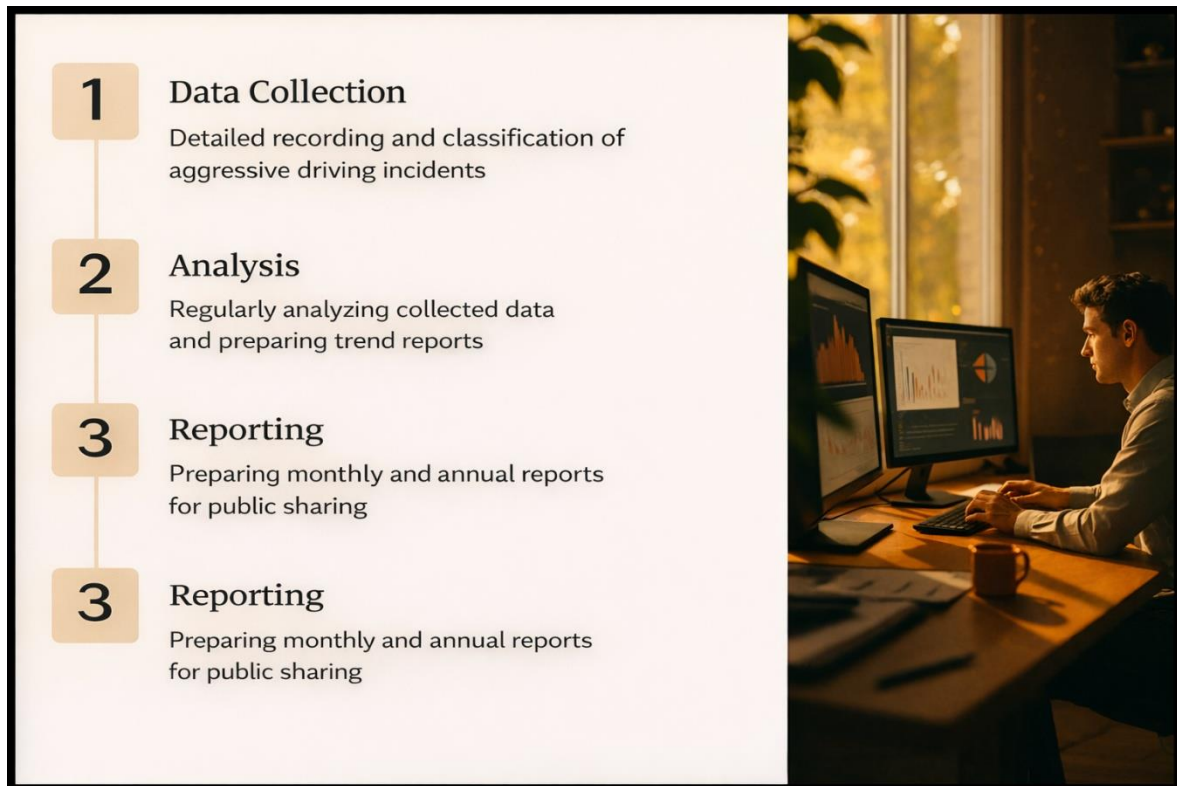 1
Data Collection
Detailed recording and classification of
aggressive driving incidents
2
Analysis
Regularly analyzing collected data
and preparing trend reports
3
Reporting
Preparing monthly and annual reports
for public sharing
3
Reporting
Preparing monthly and annual reports
for public sharing